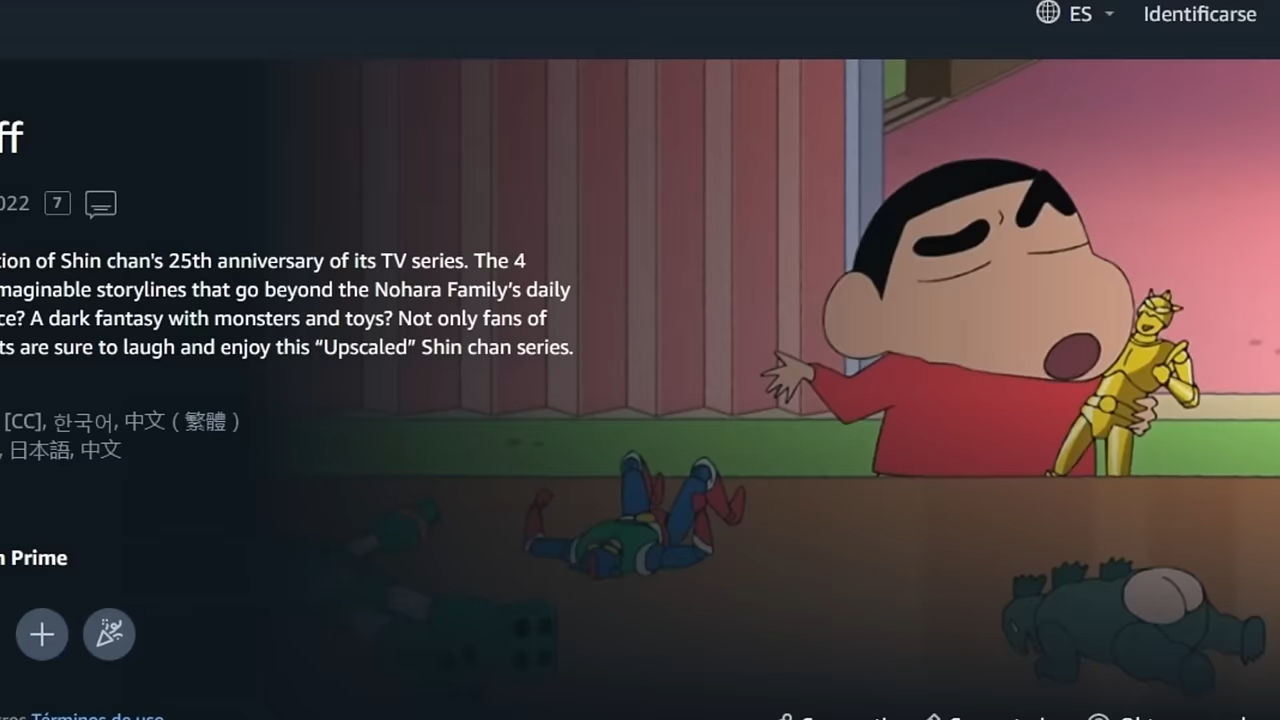 ES
Identificarse
ff
022 7
ion of Shin chan's 25th anniversary of its TV series. The 4
maginable storylines that go beyond the Nohara Family’s daily
ce? A dark fantasy with monsters and toys? Not only fans of
ts are sure to laugh and enjoy this “Upscaled” Shin chan series.
[CC], 한국어, 中文 ( 繁體 )
, 日本語, 中文
n Prime
Términos de uso